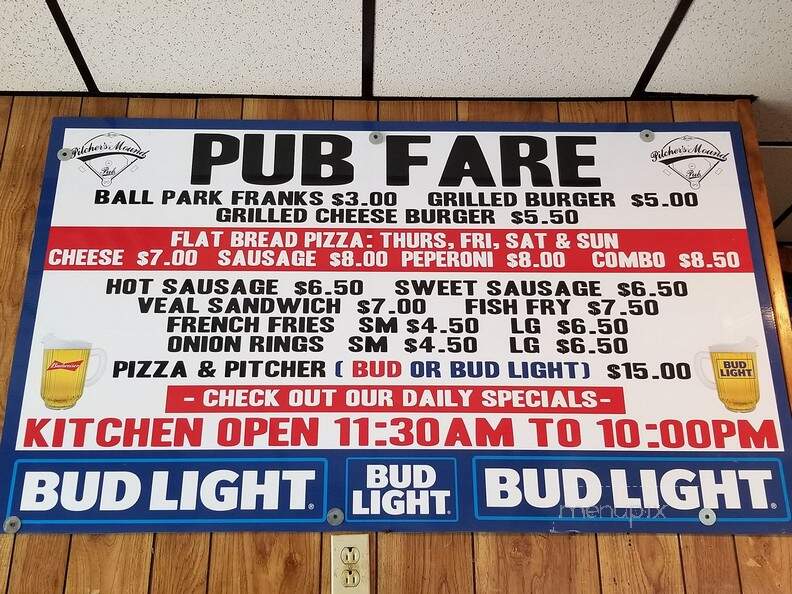 Pitcher's Mound Pub
PUB FARE
Pitcher's Mound Pub
BALL PARK FRANKS $3.00 GRILLED BURGER $5.00
GRILLED CHEESE BURGER $5.50
FLAT BREAD PIZZA: THURS, FRI, SAT & SUN
CHEESE $7.00 SAUSAGE $8.00 PEPERONI $8.00 COMBO $8.50
HOT SAUSAGE $6.50 SWEET SAUSAGE $6.50
VEAL SANDWICH $7.00 FISH FRY $7.50
FRENCH FRIES SM $4.50 LG $6.50
ONION RINGS SM $4.50 LG $6.50
Budweiser
PIZZA & PITCHER ( BUD OR BUD LIGHT) $15.00
BUD LIGHT
- CHECK OUT OUR DAILY SPECIALS-
KITCHEN OPEN 11:30AM TO 10:00PM
BUD LIGHT.
BUD LIGHT.
BUD LIGHT.
menupix